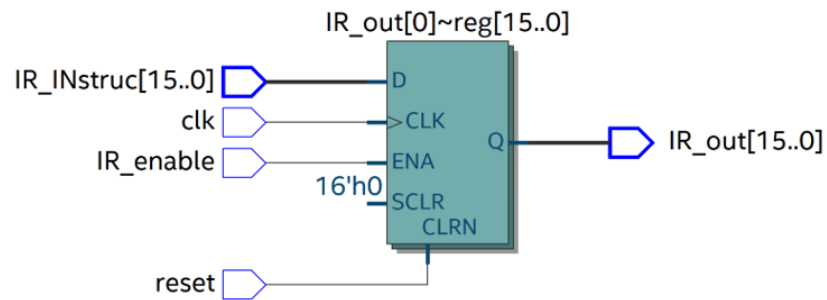 IR_out[0]~reg[15..0]
IR_INstruc[15..0]
D
clk
CLK
Q
IR_out[15..0]
IR_enable
ENA
16'h0
SCLR
CLRN
reset